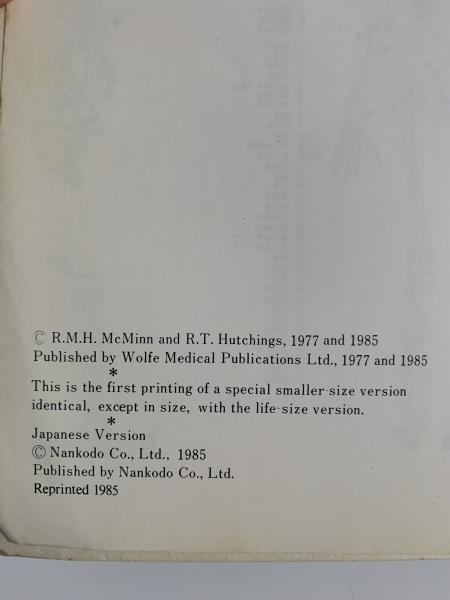 © R.M.H. McMinn and R.T. Hutchings, 1977 and 1985
Published by Wolfe Medical Publications Ltd., 1977 and 1985
*
This is the first printing of a special smaller-size version
identical, except in size, with the life-size version.
*
Japanese Version
© Nankodo Co., Ltd., 1985
Published by Nankodo Co., Ltd.
Reprinted 1985